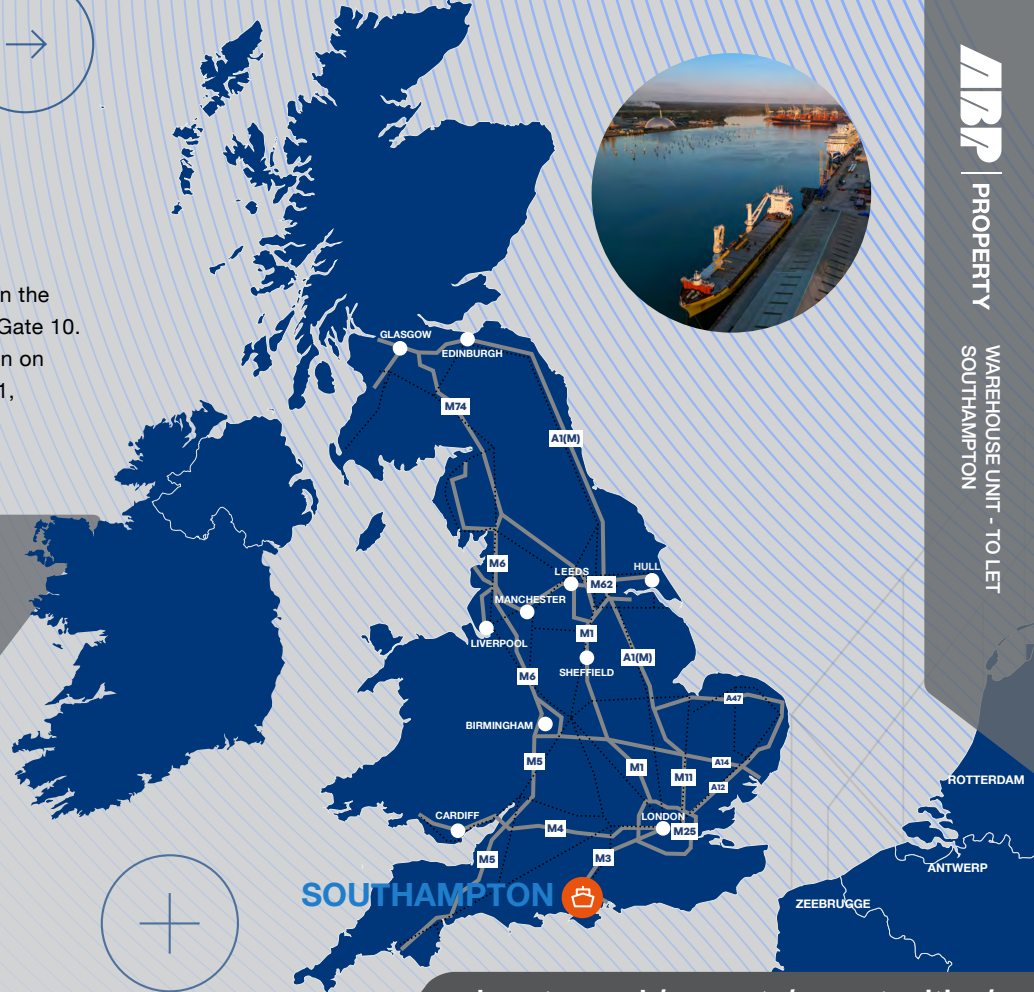 n the
Gate 10.
n on
1,
ABP
PROPERTY
WAREHOUSE UNIT - TO LET
SOUTHAMPTON
GLASGOW
EDINBURGH
M74
A1(M)
M6
LEEDS
M62
HULL
MANCHESTER
LIVERPOOL
M1
SHEFFIELD
A1(M)
M6
A47
BIRMINGHAM
M5
M1
M11
A14
A12
CARDIFF
M4
LONDON
M25
M5
M3
SOUTHAMPTON
ROTTERDAM
ANTWERP
ZEEBRUGGE